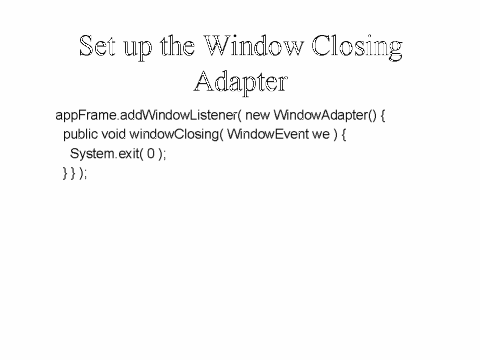 Set up the Window Closing
Adapter
appFrame.addWindowListener( new WindowAdapter() {
public void windowClosing( WindowEvent we ) {
System.exit( 0 );
} } );